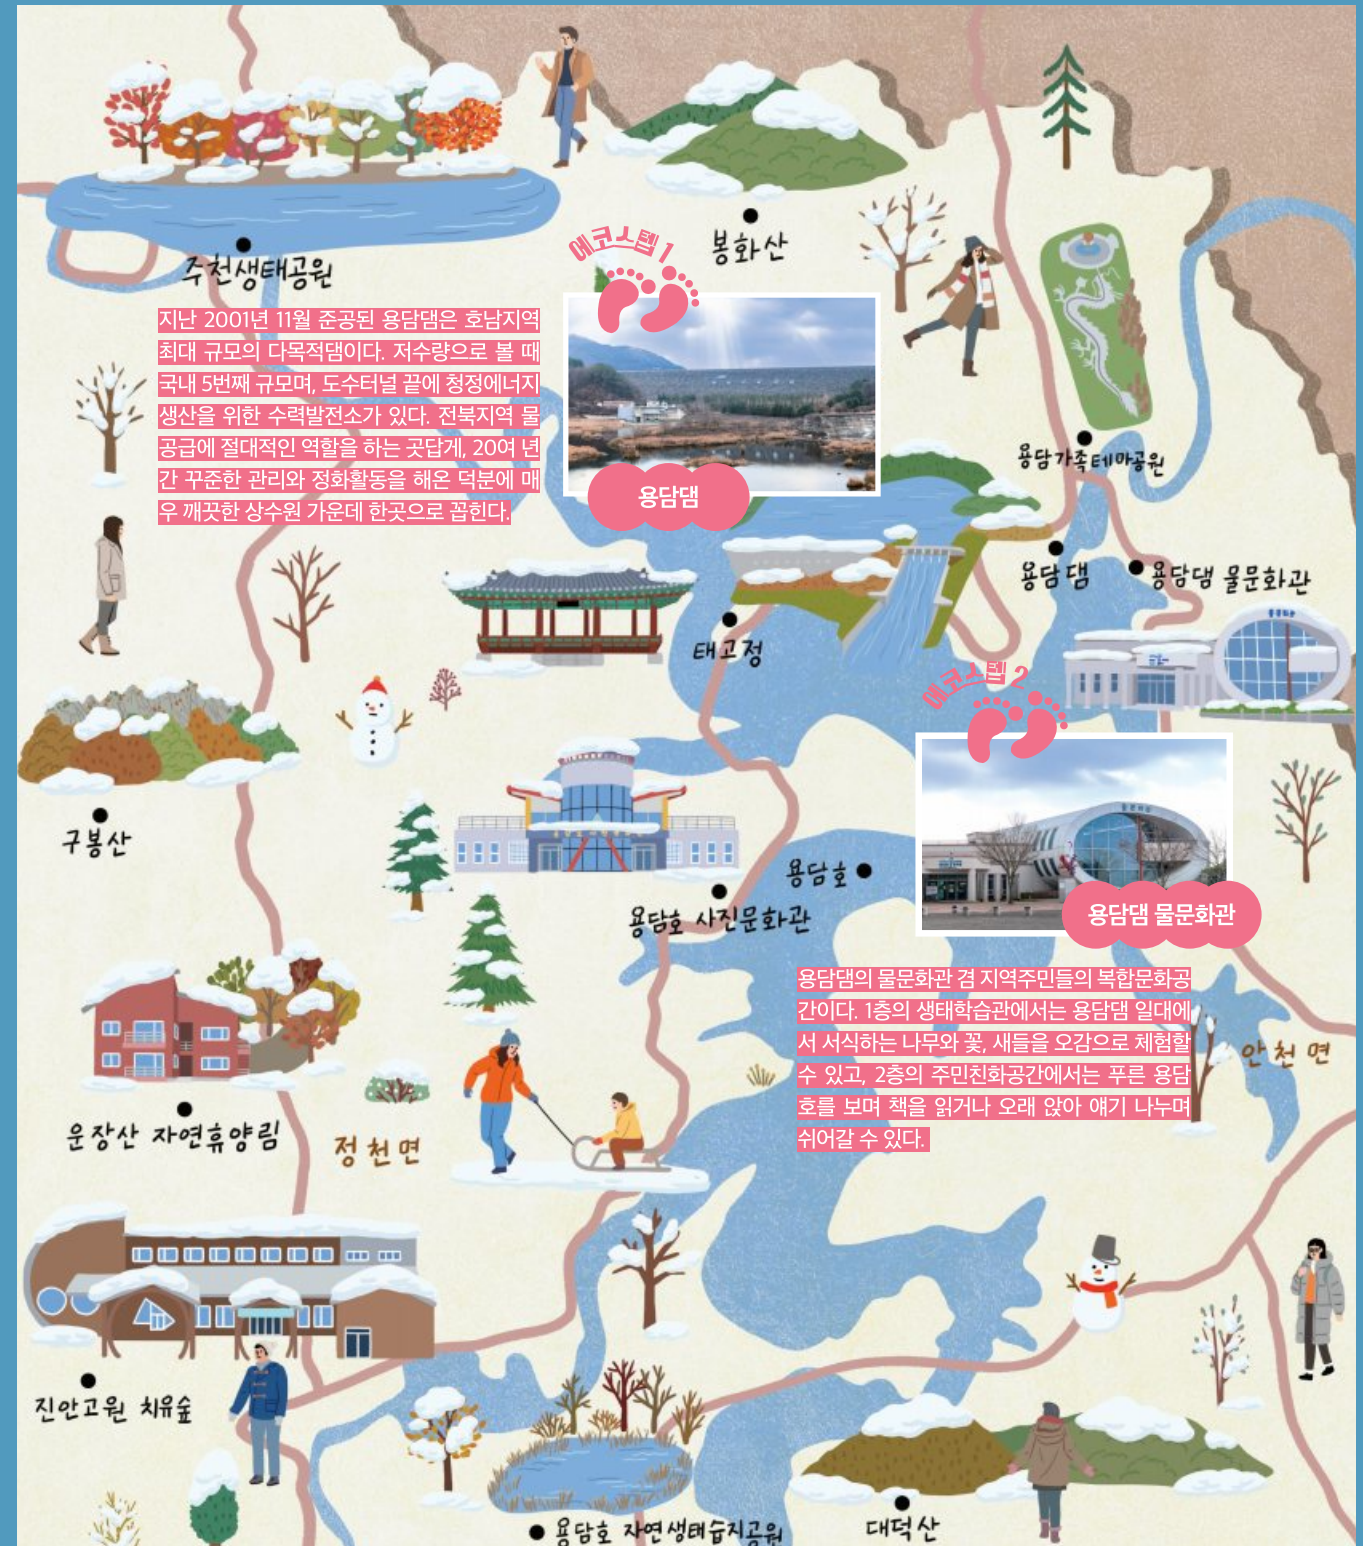 주천생태공원
봉화산
에코스텝 1
지난 2001년 11월 준공된 용담댐은 호남지역
최대 규모의 다목적댐이다. 저수량으로 볼 때
국내 5번째 규모며, 도수터널 끝에 청정에너지
생산을 위한 수력발전소가 있다. 전북지역 물
공급에 절대적인 역할을 하는 곳답게, 20여 년
간 꾸준한 관리와 정화활동을 해온 덕분에 매
우 깨끗한 상수원 가운데 한곳으로 꼽힌다.
용담댐
용담가족테마공원
용담댐
용담댐 물문화관
태고정
에코스텝 2
구봉산
용담호
용담호 사진문화관
용담댐 물문화관
용담댐의 물문화관 겸 지역주민들의 복합문화공
간이다. 1층의 생태학습관에서는 용담댐 일대에
서 서식하는 나무와 꽃, 새들을 오감으로 체험할
수 있고, 2층의 주민친화공간에서는 푸른 용담
호를 보며 책을 읽거나 오래 앉아 얘기 나누며
쉬어갈 수 있다.
안천면
운장산 자연휴양림
정천면
진안고원 치유숲
용담호 자연생태습지공원
대덕산